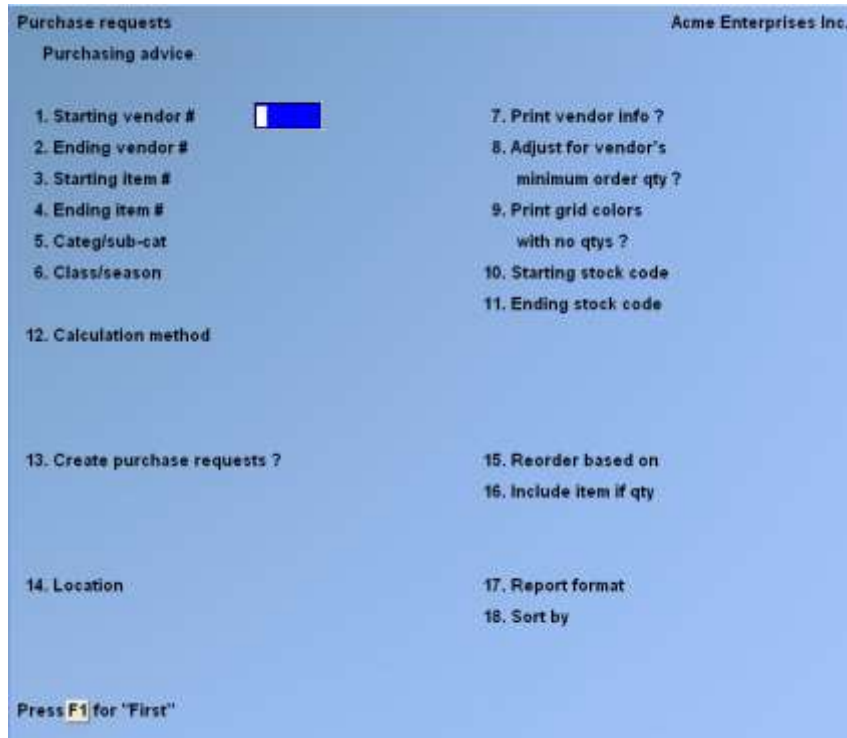 Purchase requests Acme Enterprises Inc.
Purchasing advice
1. Starting vendor # 7. Print vendor info ?
2. Ending vendor # 8. Adjust for vendor's
3. Starting item # minimum order qty ?
4. Ending item # 9. Print grid colors
5. Categ/sub-cat with no qtys ?
6. Class/season 10. Starting stock code
11. Ending stock code
12. Calculation method
13. Create purchase requests ? 15. Reorder based on
16. Include item if qty
14. Location 17. Report format
18. Sort by
Press F1 for "First"